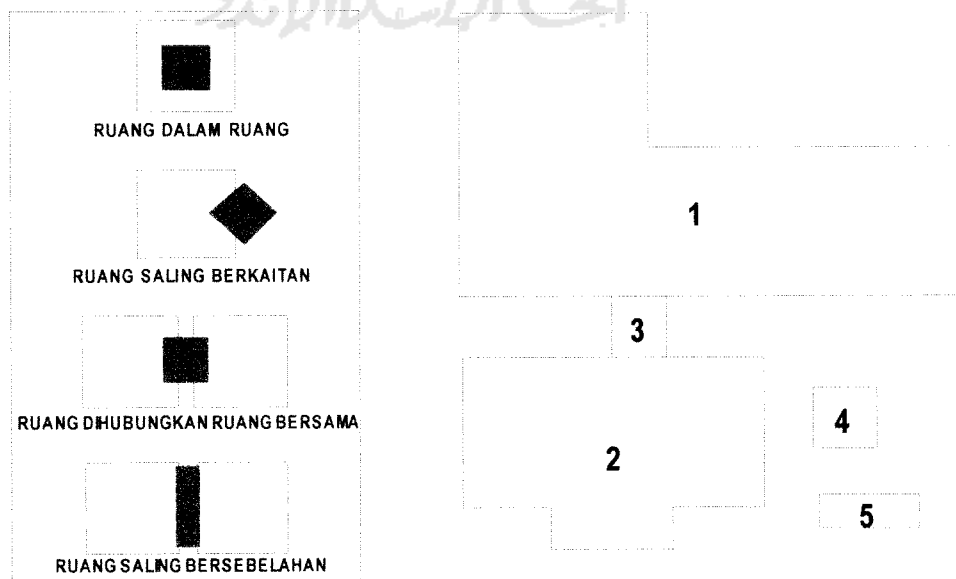 RUANG DALAM RUANG
RUANG SALING BERKAITAN
RUANG DIHUBUNGKAN RUANG BERSAMA
RUANG SALING BERSEBELAHAN
1
3
2
4
5